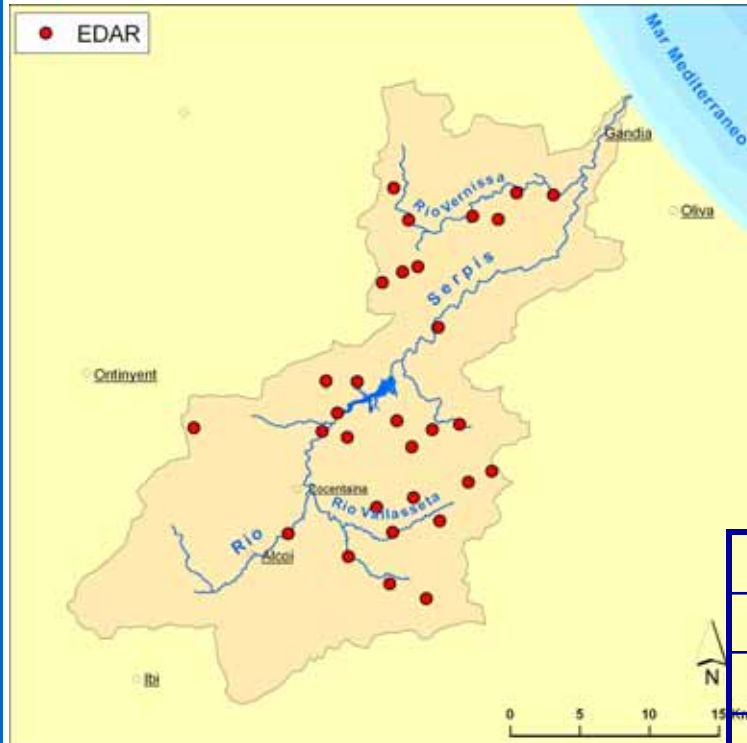 EDAR
Mar Mediterraneo
Gandia
Rio Vernissa
Oliva
Serpis
Ontinyent
Cocentaina
Rio Vallasseta
Rio
Alcoi
Ibi
N
0 5 10 15 Km